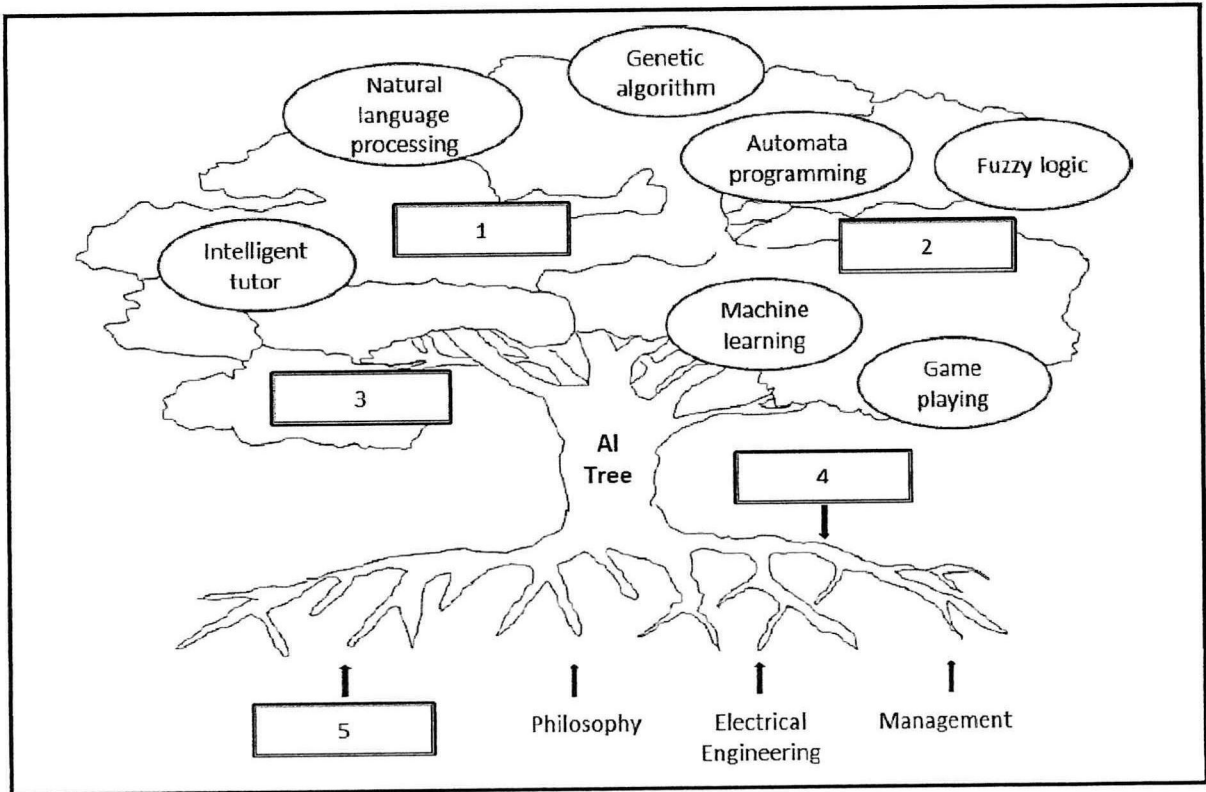 Genetic
algorithm
Natural
language
processing
Automata
programming
Fuzzy logic
1
2
Intelligent
tutor
Machine
learning
Game
playing
3
AI
Tree
4
5
Philosophy
Electrical
Engineering
Management